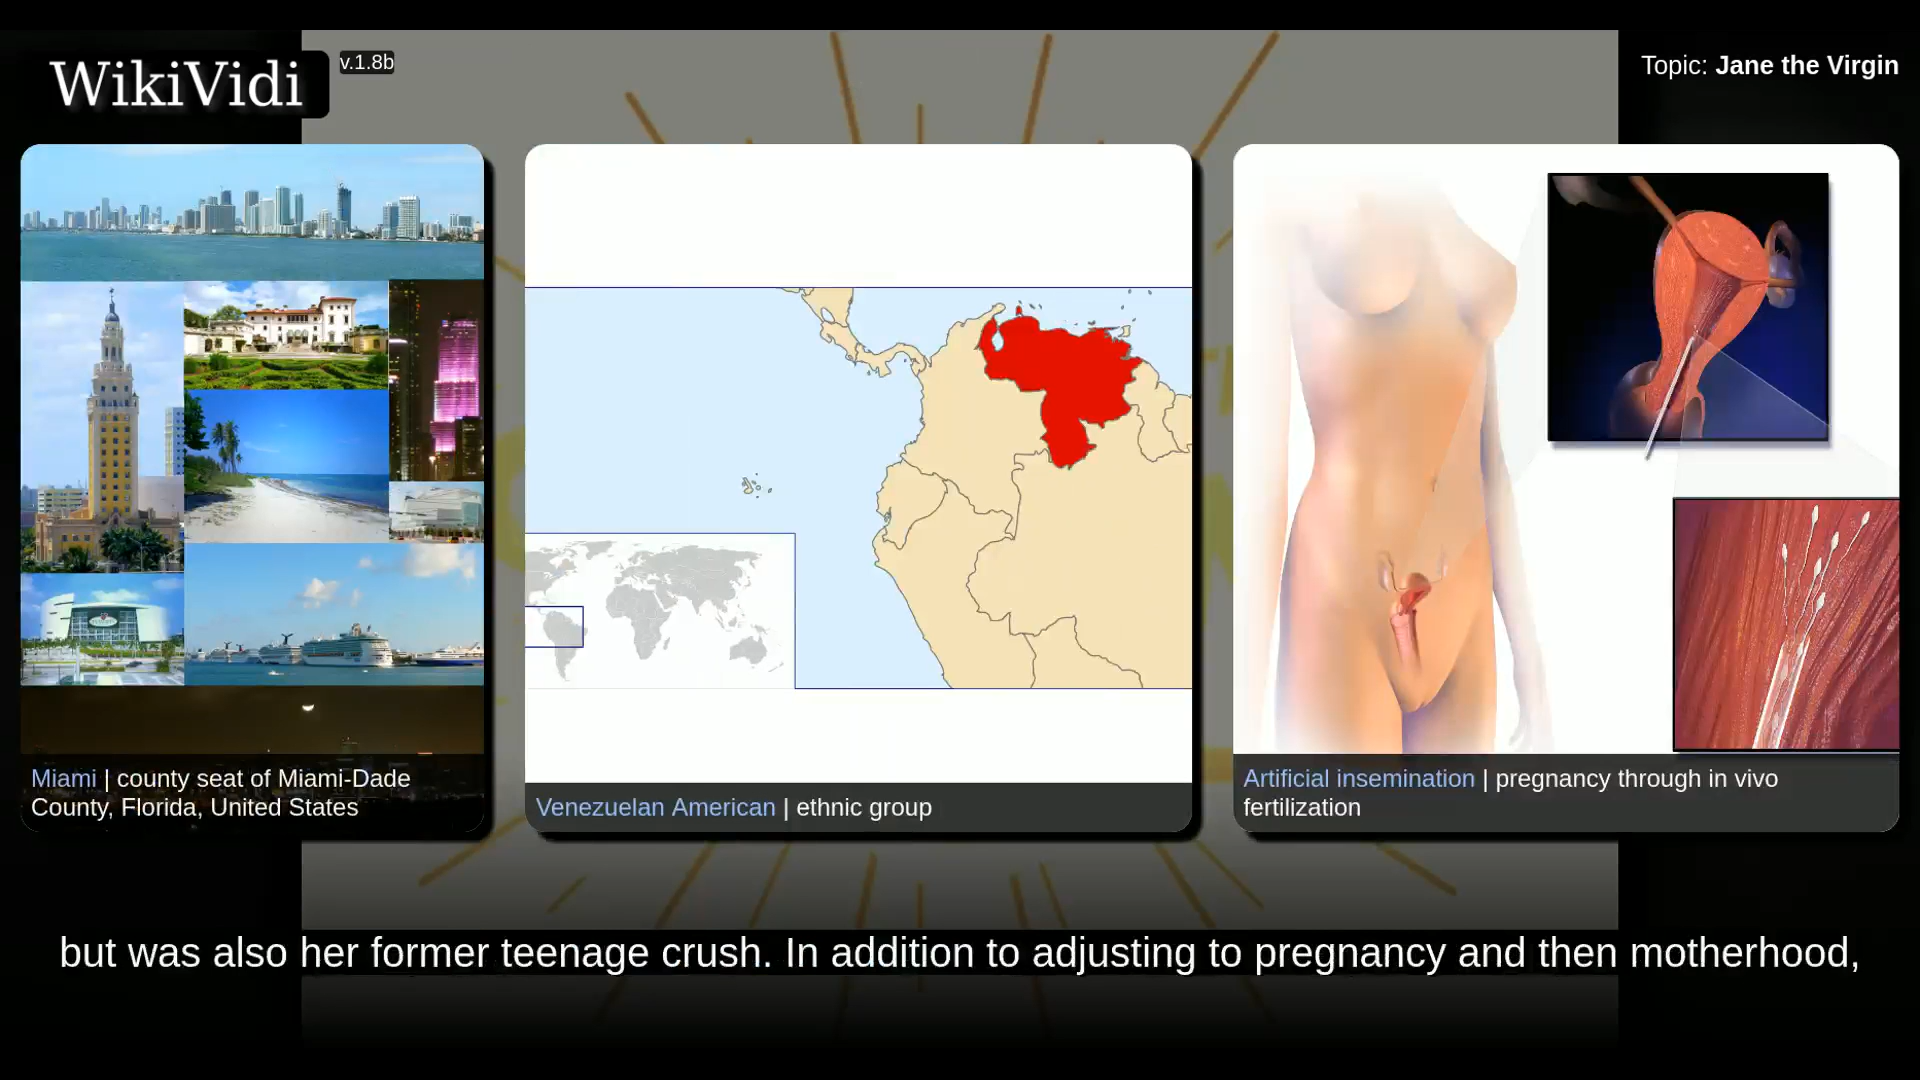 WikiVidi
v.1.8b
Topic: Jane the Virgin
Miami | county seat of Miami-Dade
County, Florida, United States
Venezuelan American | ethnic group
Artificial insemination | pregnancy through in vivo
fertilization
but was also her former teenage crush. In addition to adjusting to pregnancy and then motherhood,